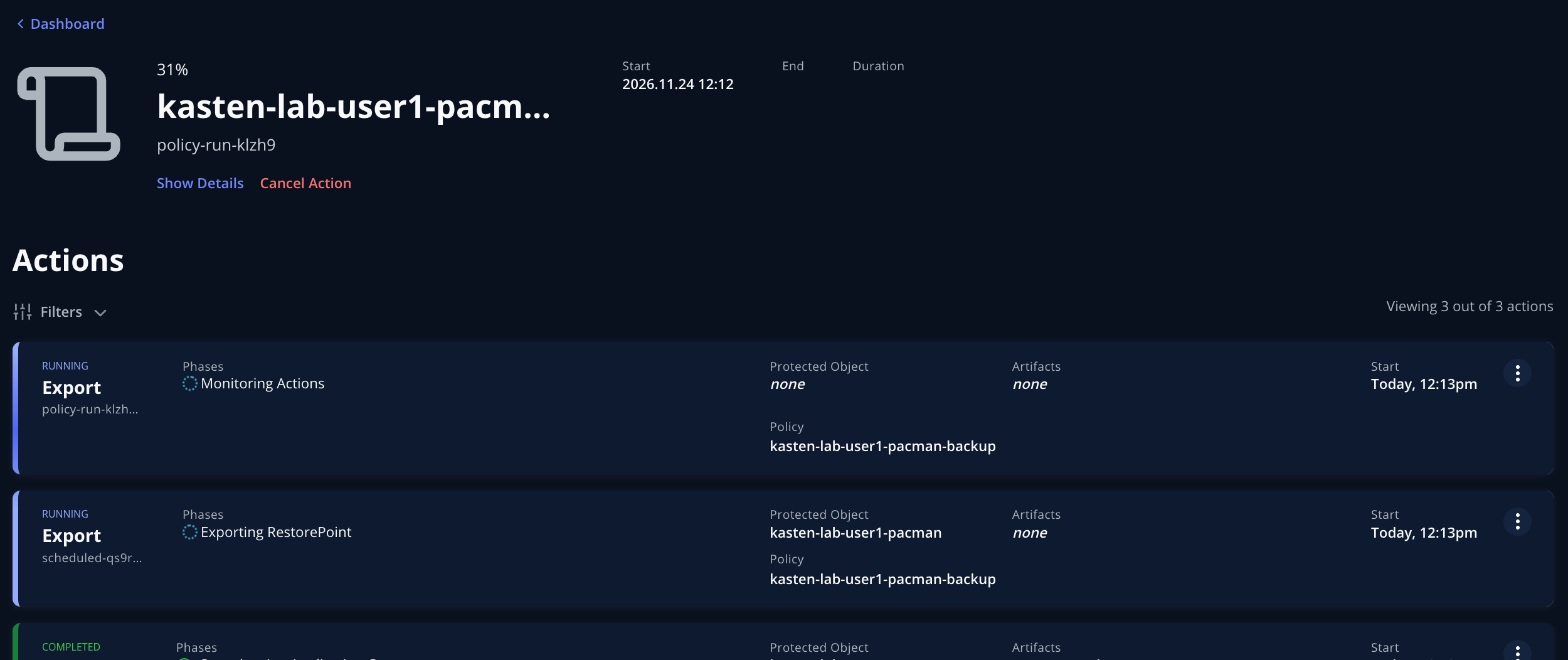 Dashboard
31%
kasten-lab-user1-pacm...
policy-run-klzh9
Show Details Cancel Action
Start End Duration
2026.11.24 12:12
Actions
Filters
Viewing 3 out of 3 actions
RUNNING
Export
policy-run-klzh...
Phases
Monitoring Actions
Protected Object
none
Policy
kasten-lab-user1-pacman-backup
Artifacts
none
Start
Today, 12:13pm
RUNNING
Export
scheduled-qs9r...
Phases
Exporting RestorePoint
Protected Object
kasten-lab-user1-pacman
Policy
kasten-lab-user1-pacman-backup
Artifacts
none
Start
Today, 12:13pm
COMPLETED
Phases
Protected Object
Artifacts
Start